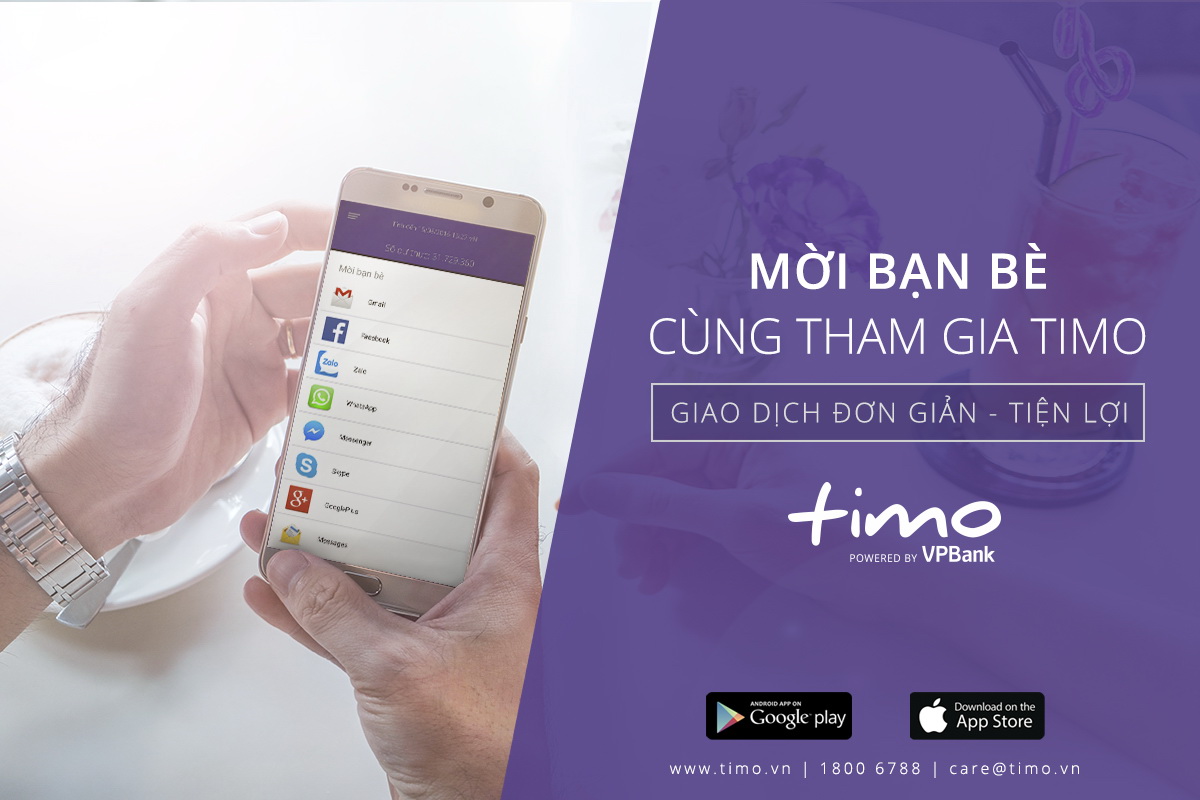 Mời bạn bè
Gmail
Facebook
Zalo
Zalo
WhatsApp
Messenger
Skype
GooglePlus
Messages
MỜI BẠN BÈ
CÙNG THAM GIA TIMO
GIAO DỊCH ĐƠN GIẢN - TIỆN LỢI
timo
POWERED BY VPBank
ANDROID APP ON
Google play
Download on the
App Store
www.timo.vn | 1800 6788 | care@timo.vn